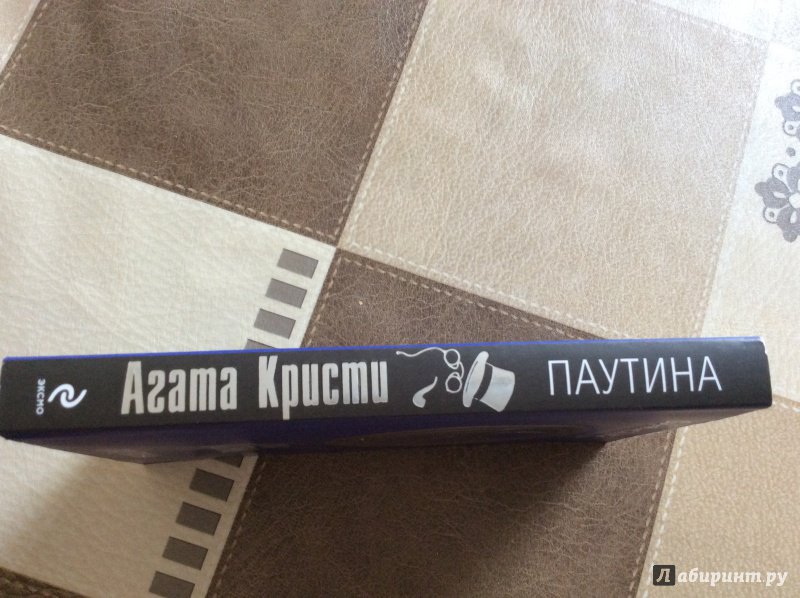 эксмо
Агата Кристи
ПАУТИНА
Лабиринт.ру